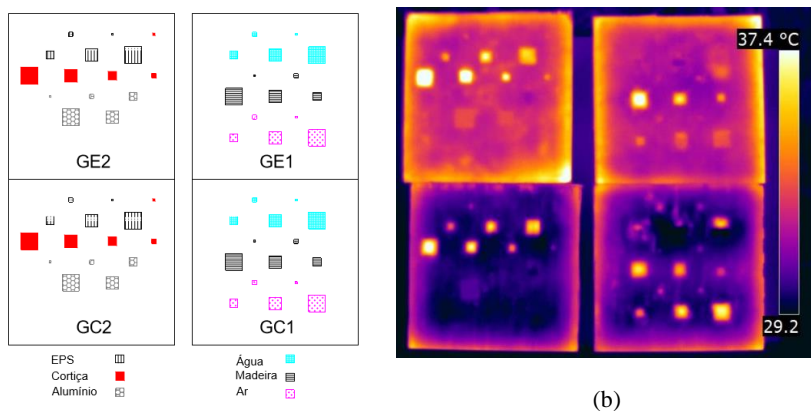 GE2
GE1
GC2
GC1
EPS
Cortiça
Alumínio
Água
Madeira
Ar
37.4 °C
29.2
(b)